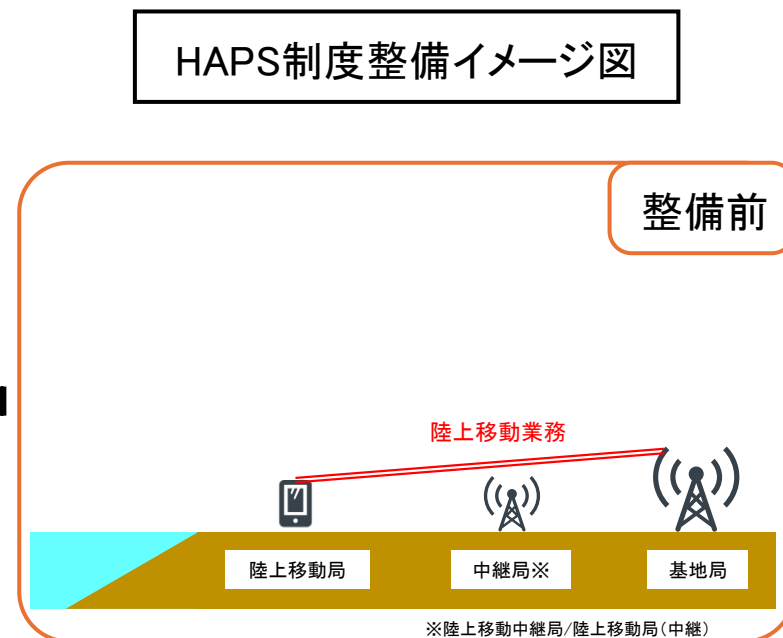 HAPS制度整備イメージ図
整備前
陸上移動業務
陸上移動局
中継局※
基地局
※陸上移動中継局/陸上移動局(中継)